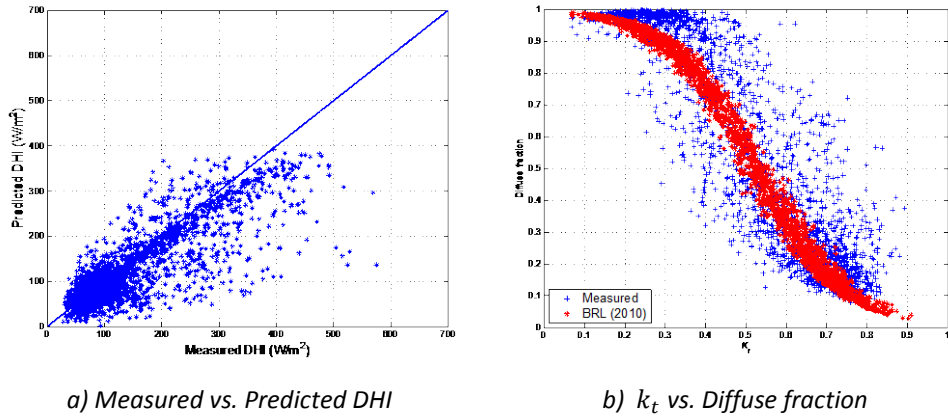 700
600
500
400
300
200
100
0
0 100 200 300 400 500 600 700
Predicted DHI (W/m²)
Measured DHI (W/m²)
a) Measured vs. Predicted DHI
1
0.9
0.8
0.7
0.6
0.5
0.4
0.3
0.2
0.1
0
0 0.1 0.2 0.3 0.4 0.5 0.6 0.7 0.8 0.9 1
Diffuse fraction
Measured
BRL (2010)
K_t
b) k_t vs. Diffuse fraction